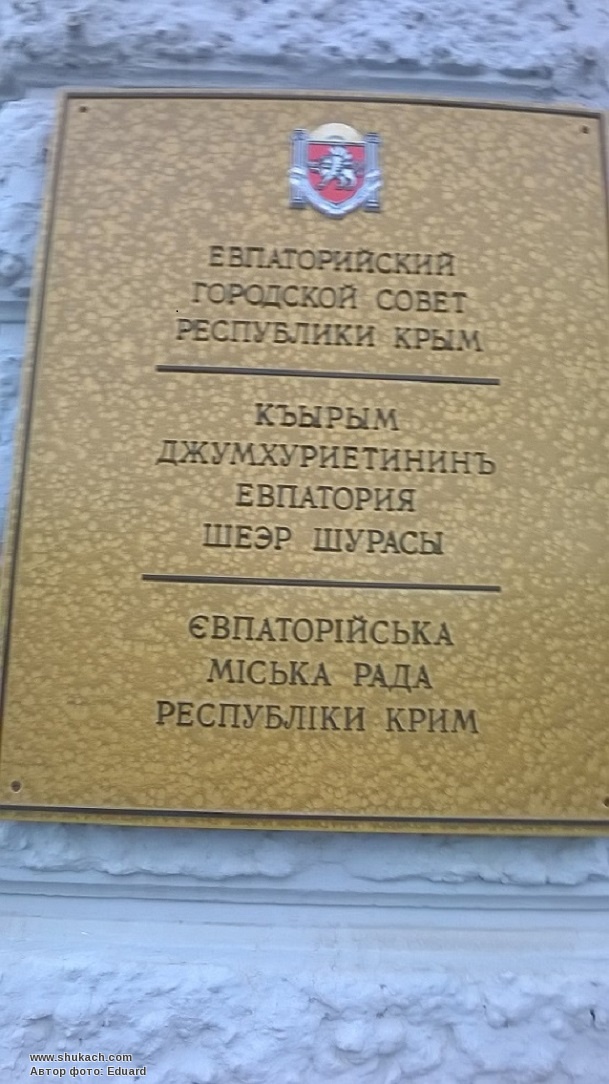 ЕВПАТОРИЙСКИЙ
ГОРОДСКОЙ СОВЕТ
РЕСПУБЛИКИ КРЫМ
КЪЫРЫМ
ДЖУМХУРИЕТИНИНЪ
ЕВПАТОРИЯ
ШЕЭР ШУРАСЫ
ЄВПАТОРІЙСЬКА
МІСЬКА РАДА
РЕСПУБЛІКИ КРИМ
www.shukach.com
Автор фото: Eduard